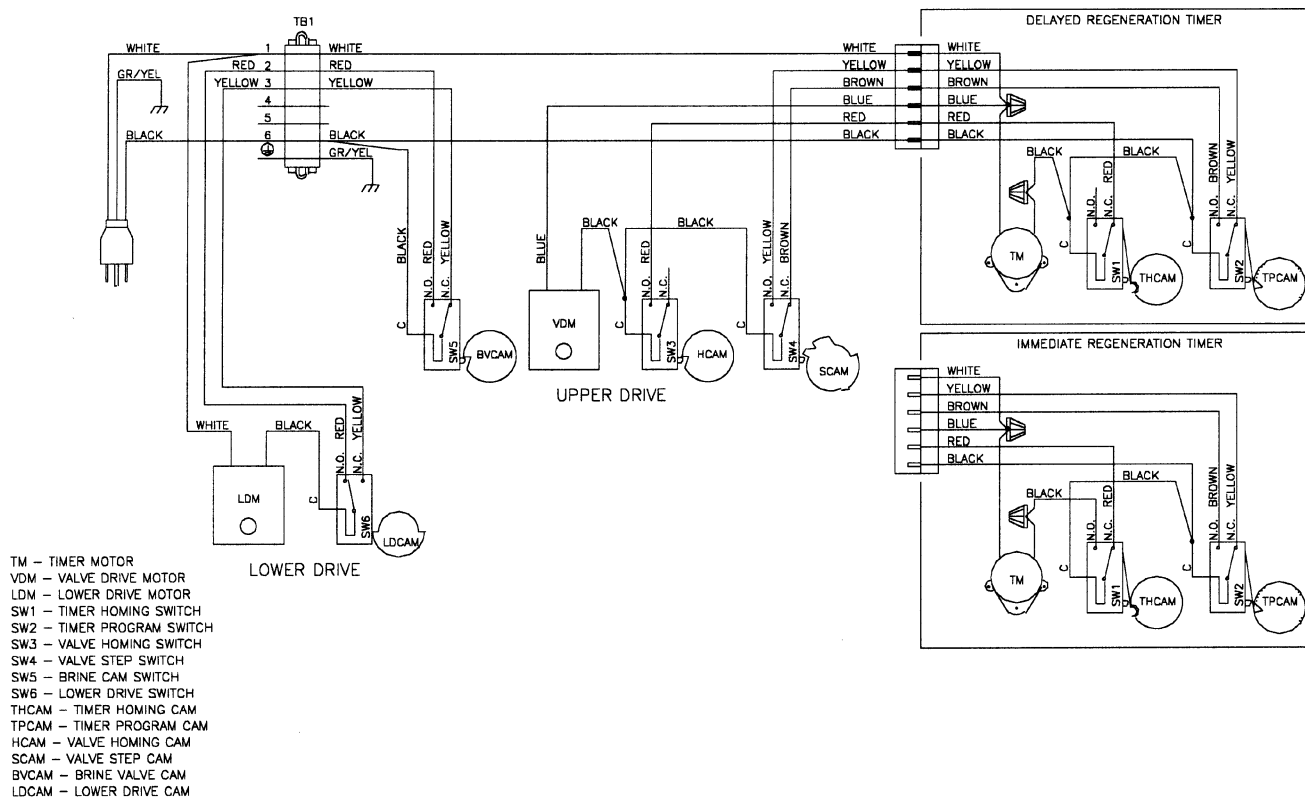 DELAYED REGENERATION TIMER
TB1
WHITE 1 WHITE WHITE WHITE
RED 2 RED YELLOW YELLOW
GR/YEL YELLOW 3 YELLOW BROWN BROWN
4 BLUE BLUE
5 RED RED
BLACK 6 BLACK BLACK BLACK
GR/YEL
BLACK BLACK
RED BROWN YELLOW
N.O. N.C. N.O. N.C.
C C
TM SW1 THCAM SW2 TPCAM
BLACK RED YELLOW
N.O. N.C.
C SW5 BVCAM
BLUE BLACK RED BLACK YELLOW BROWN
N.O. N.C. N.O. N.C.
VDM C SW3 HCAM C SW4 SCAM
UPPER DRIVE
IMMEDIATE REGENERATION TIMER
WHITE
YELLOW
BROWN
BLUE
RED
BLACK
BLACK BLACK
RED BROWN YELLOW
N.O. N.C. N.O. N.C.
C C
TM SW1 THCAM SW2 TPCAM
WHITE BLACK RED YELLOW
N.O. N.C.
LDM C SW6 LDCAM
LOWER DRIVE
TM – TIMER MOTOR
VDM – VALVE DRIVE MOTOR
LDM – LOWER DRIVE MOTOR
SW1 – TIMER HOMING SWITCH
SW2 – TIMER PROGRAM SWITCH
SW3 – VALVE HOMING SWITCH
SW4 – VALVE STEP SWITCH
SW5 – BRINE CAM SWITCH
SW6 – LOWER DRIVE SWITCH
THCAM – TIMER HOMING CAM
TPCAM – TIMER PROGRAM CAM
HCAM – VALVE HOMING CAM
SCAM – VALVE STEP CAM
BVCAM – BRINE VALVE CAM
LDCAM – LOWER DRIVE CAM